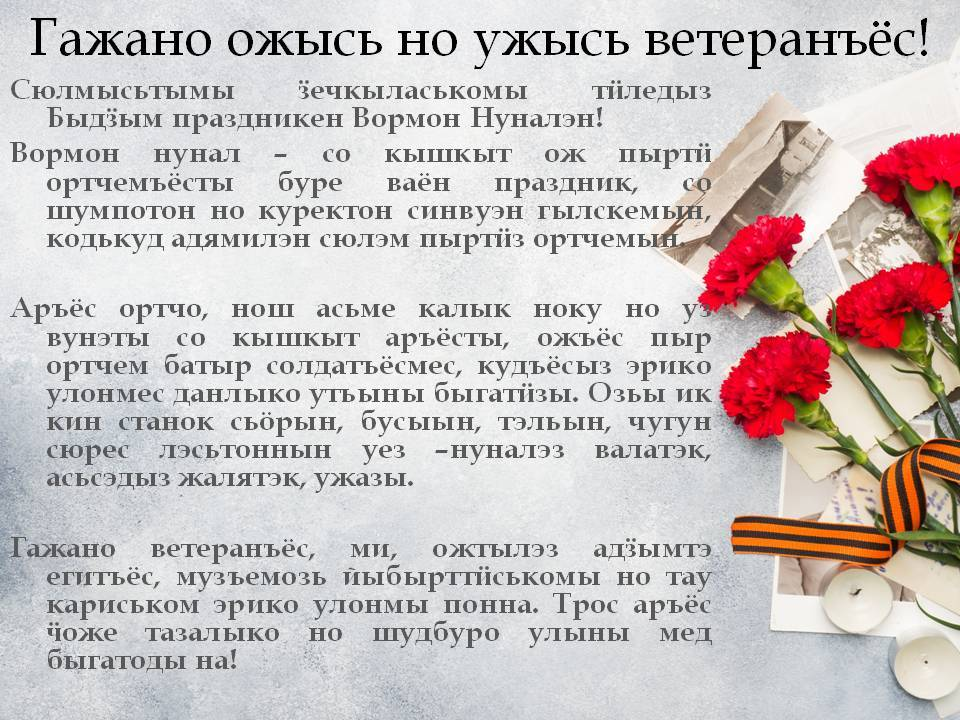 Гажано ожысь но ужысь ветеранъёс!
Сюлмысьтымы ӟечкыласькомы тӥледыз
Быдӟым праздникен Вормон Нуналэн!
Вормон нунал – со кышкыт ож пыртӥ
ортчемъёсты буре ваён праздник, со
шумпотон но куректон синвуэн гылскемын,
кодькуд адямилэн сюлэм пыртӥз ортчемын.
Аръёс ортчо, нош асьме калык ноку но уз
вунэты со кышкыт аръёсты, ожъёс пыр
ортчем батыр солдатъёсмес, кудъёсыз эрико
улонмес данлыко утьыны быгатӥзы. Озьы ик
кин станок сьӧрын, бусыын, тэльын, чугун
сюрес лэсьтоннын уез –нуналэз валатэк,
асьсэдыз жалятэк, ужазы.
Гажано ветеранъёс, ми, ожтылэз адӟымтэ
егитъёс, музъемозь йыбырттӥськомы но тау
кариськом эрико улонмы понна. Трос аръёс
ӵоже тазалыко но шудбуро улыны мед
быгатоды на!